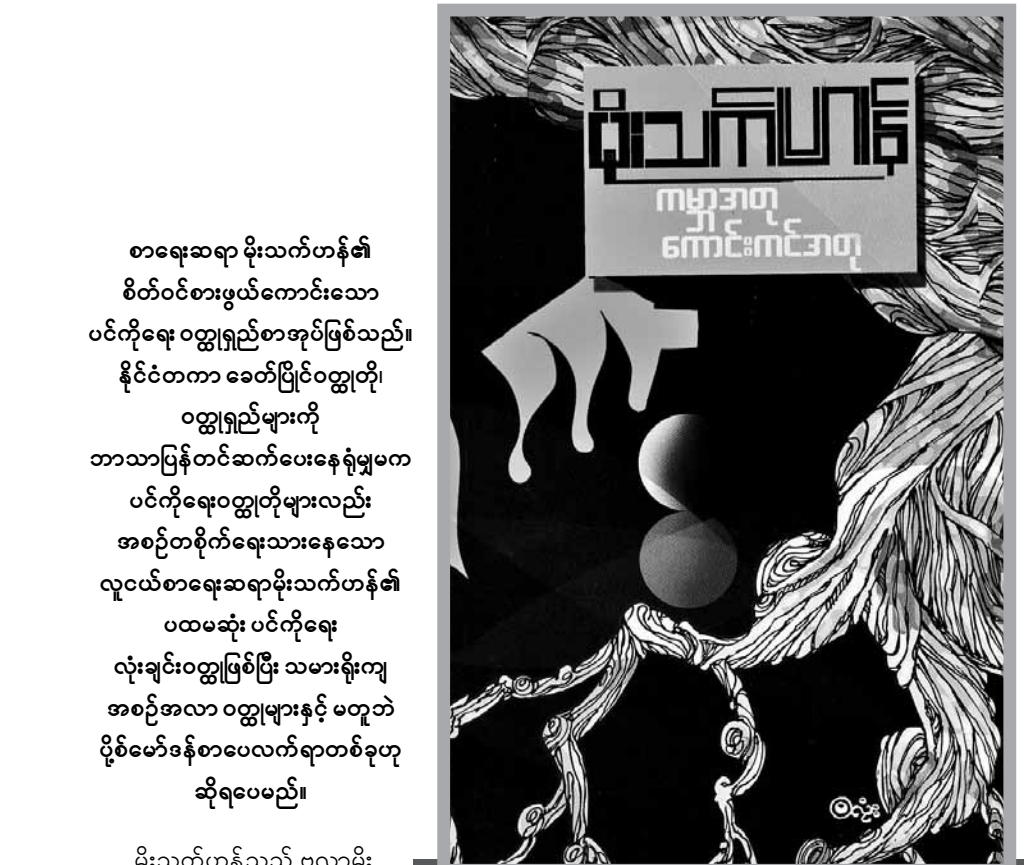 စာရေးဆရာ မိုးသက်ဟန်၏
စိတ်ဝင်စားဖွယ်ကောင်းသော
ပင်ကိုရေး ဝတ္ထုရှည်စာအုပ်ဖြစ်သည်။
နိုင်ငံတကာ ခေတ်ပြိုင်ဝတ္ထုတို၊
ဝတ္ထုရှည်များကို
ဘာသာပြန်တင်ဆက်ပေးနေရုံမျှမက
ပင်ကိုရေးဝတ္ထုတိုများလည်း
အစဉ်တစိုက်ရေးသားနေသော
လူငယ်စာရေးဆရာမိုးသက်ဟန်၏
ပထမဆုံး ပင်ကိုရေး
လုံးချင်းဝတ္ထုဖြစ်ပြီး သမားရိုးကျ
အစဉ်အလာ ဝတ္ထုများနှင့် မတူဘဲ
ပို့စ်မော်ဒန်စာပေလက်ရာတစ်ခုဟု
ဆိုရပေမည်။
မိုးသက်ဟန်သည်
မိုးသက်ဟန်
ကမ္ဘာအတု
ကောင်းကင်အတု